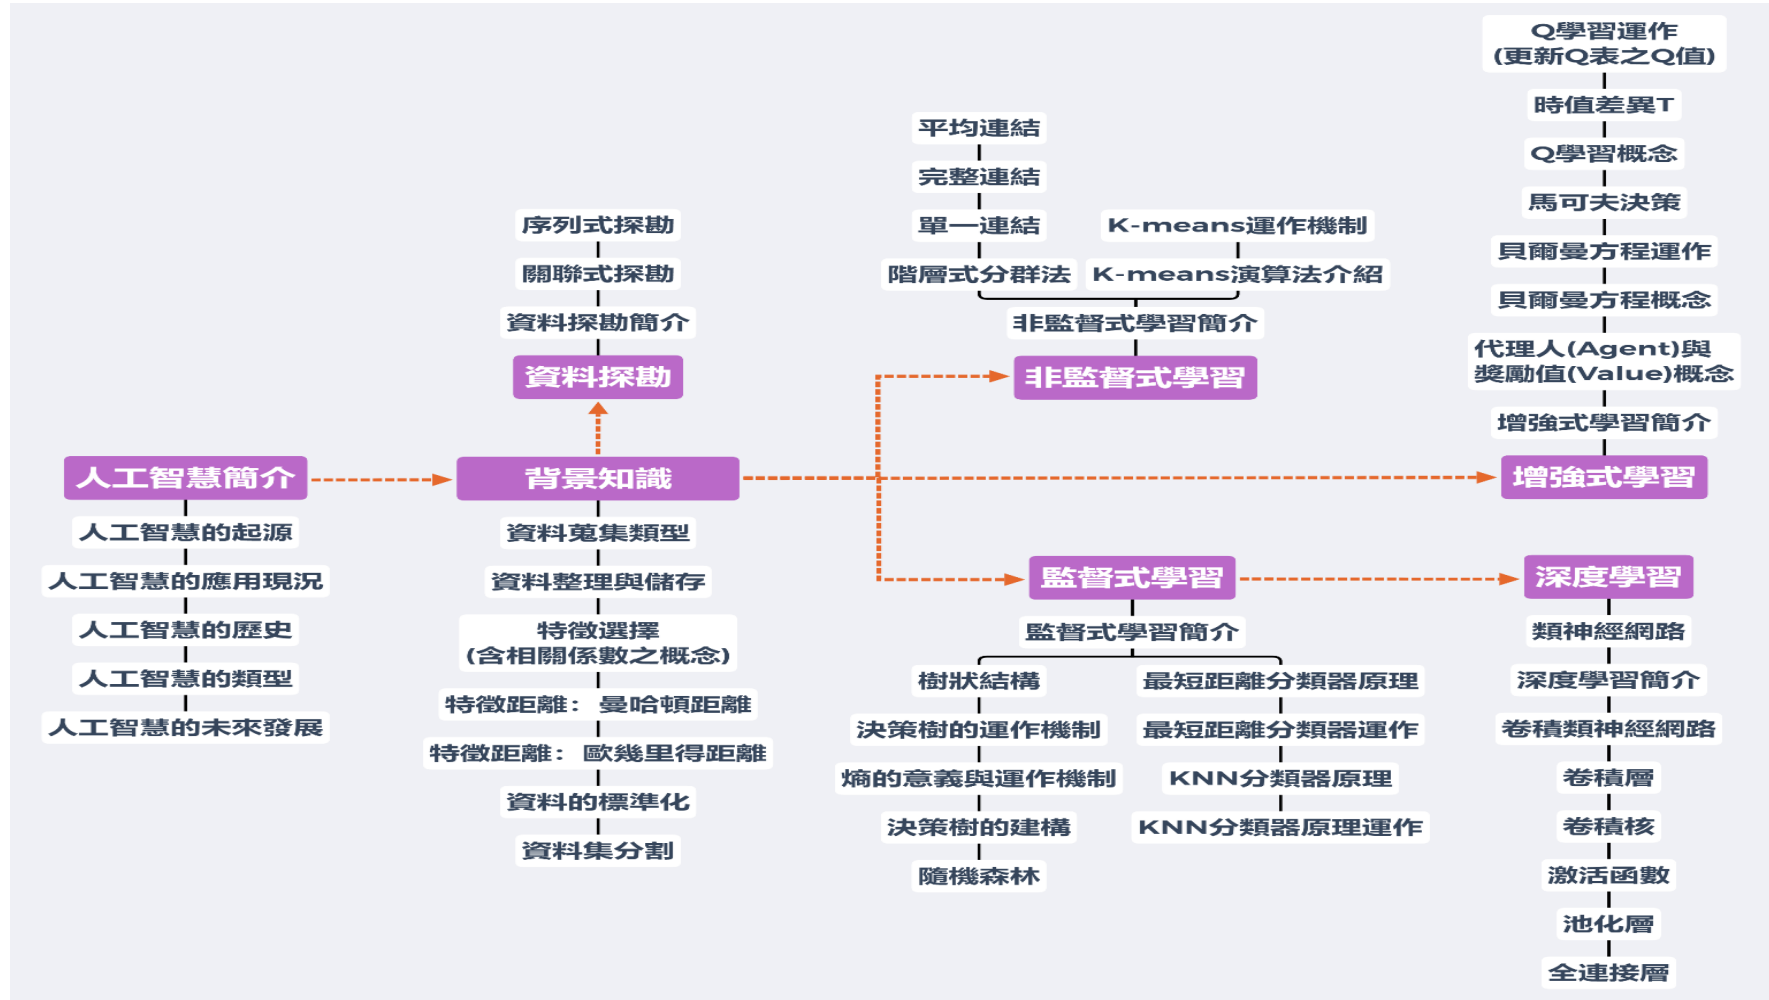 人工智慧簡介
人工智慧的起源
人工智慧的應用現況
人工智慧的歷史
人工智慧的類型
人工智慧的未來發展
序列式探勘
關聯式探勘
資料探勘簡介
資料探勘
背景知識
資料蒐集類型
資料整理與儲存
特徵選擇
(含相關係數之概念)
特徵距離：曼哈頓距離
特徵距離：歐幾里得距離
資料的標準化
資料集分割
平均連結
完整連結
單一連結
階層式分群法
K-means運作機制
K-means演算法介紹
非監督式學習簡介
非監督式學習
監督式學習
監督式學習簡介
樹狀結構
決策樹的運作機制
熵的意義與運作機制
決策樹的建構
隨機森林
最短距離分類器原理
最短距離分類器運作
KNN分類器原理
KNN分類器原理運作
Q學習運作
(更新Q表之Q值)
時值差異T
Q學習概念
馬可夫決策
貝爾曼方程運作
貝爾曼方程概念
代理人(Agent)與
獎勵值(Value)概念
增強式學習簡介
增強式學習
深度學習
類神經網路
深度學習簡介
卷積類神經網路
卷積層
卷積核
激活函數
池化層
全連接層